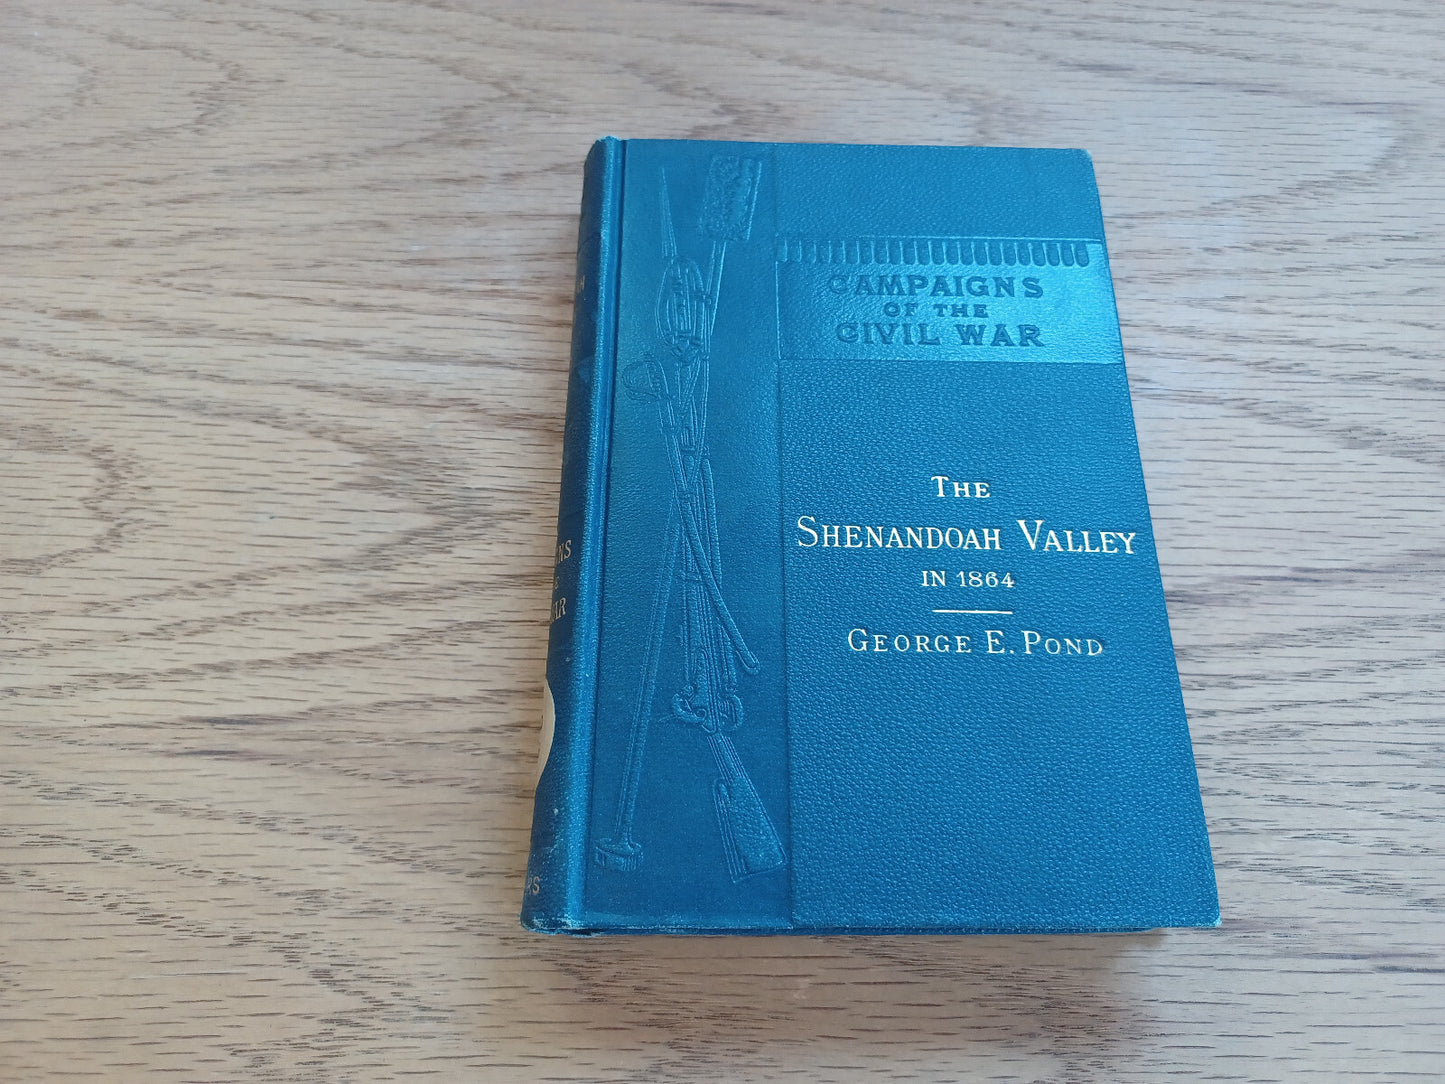 CAMPAIGNS
OF THE
CIVIL WAR
THE
SHENANDOAH VALLEY
IN 1864
GEORGE E. POND